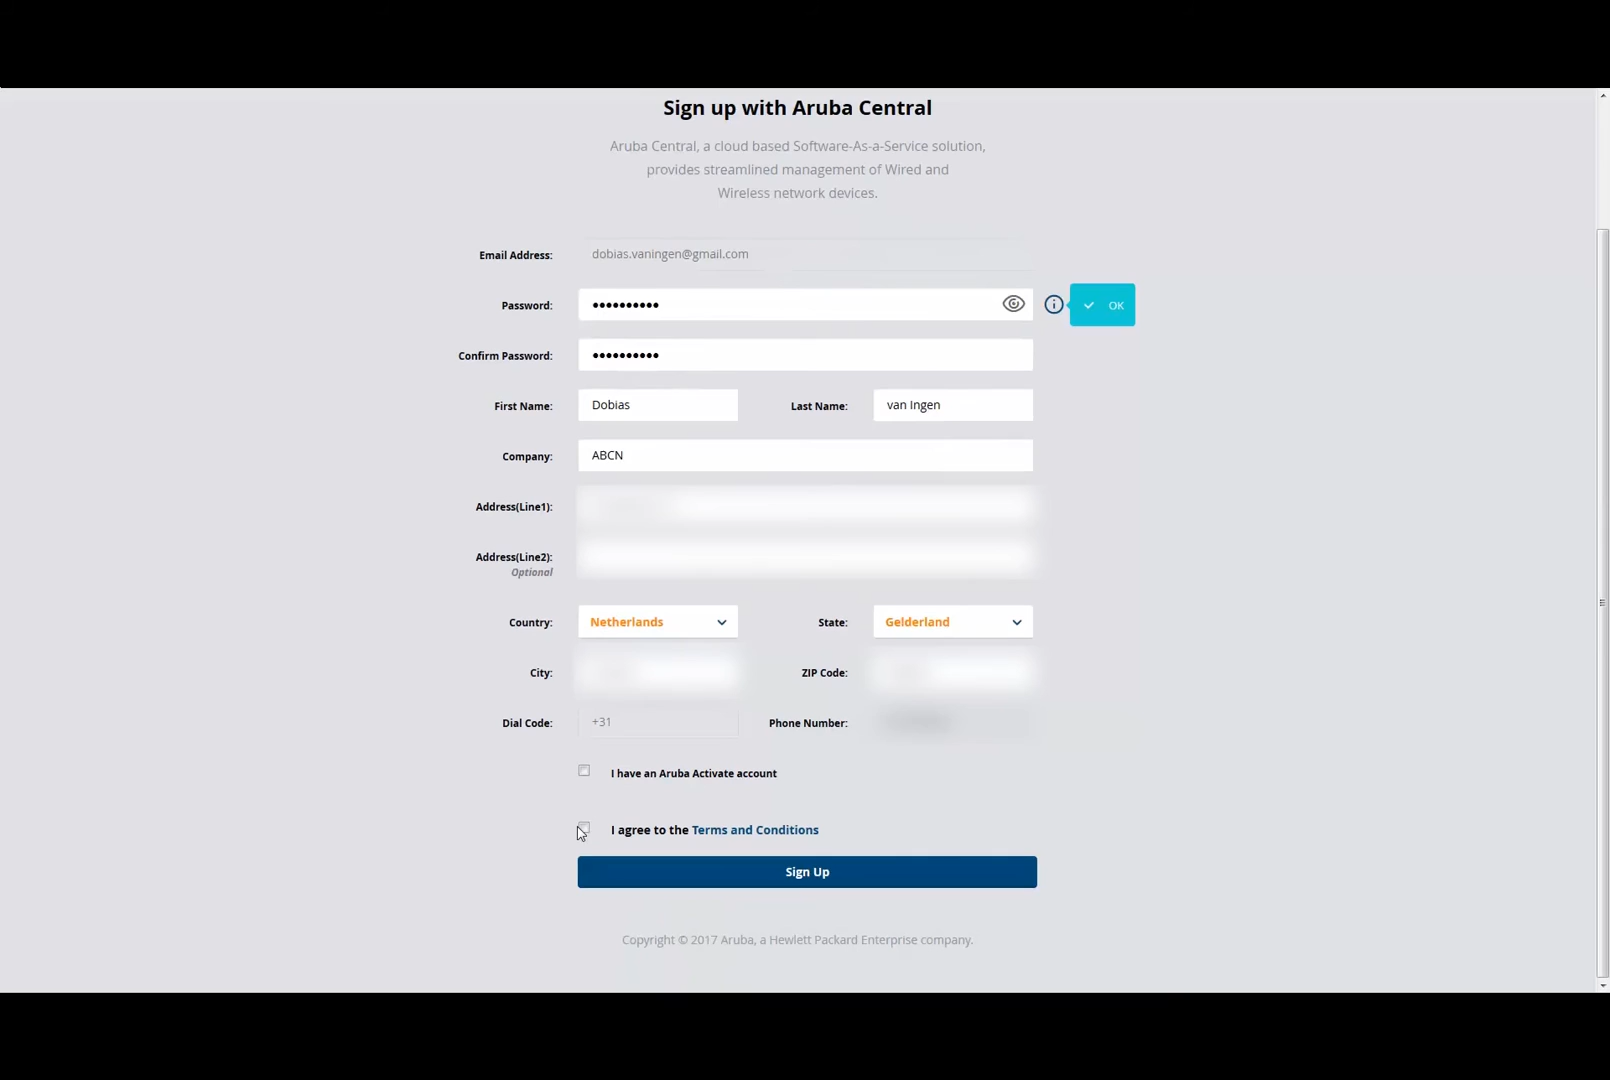 Sign up with Aruba Central
Aruba Central, a cloud based Software-As-a-Service solution,
provides streamlined management of Wired and
Wireless network devices.
Email Address: dobias.vaningen@gmail.com
Password: ●●●●●●●●●● OK
Confirm Password: ●●●●●●●●●●
First Name: Dobias Last Name: van Ingen
Company: ABCN
Address(Line1):
Address(Line2):
Optional
Country: Netherlands State: Gelderland
City: ZIP Code:
Dial Code: +31 Phone Number:
I have an Aruba Activate account
I agree to the Terms and Conditions
Sign Up
Copyright © 2017 Aruba, a Hewlett Packard Enterprise company.